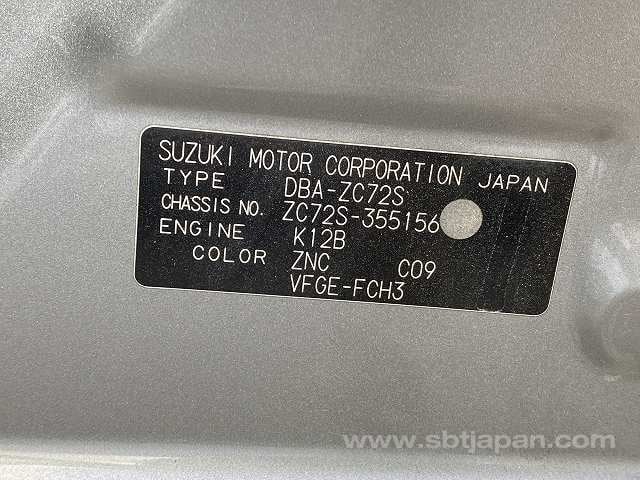 SUZUKI MOTOR CORPORATION JAPAN
TYPE DBA-ZC72S
CHASSIS NO. ZC72S-355156
ENGINE K12B
COLOR ZNC C09
VFGE-FCH3
www.sbtjapan.com